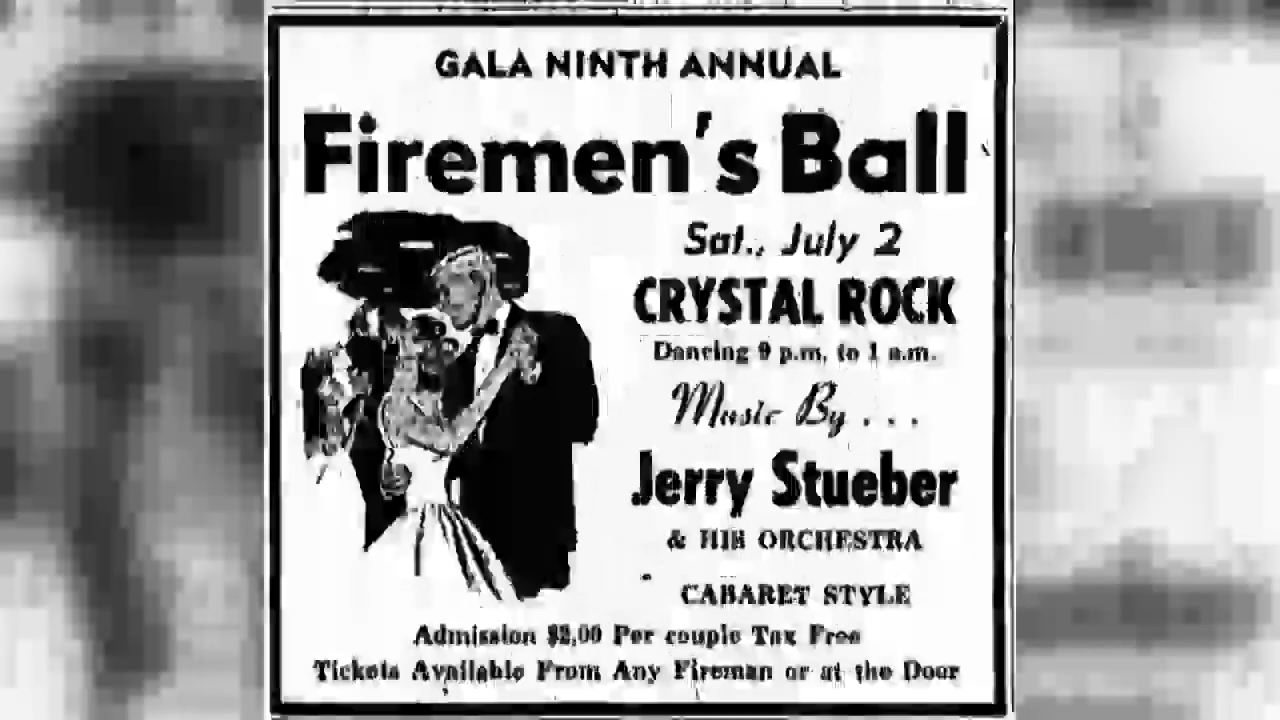 GALA NINTH ANNUAL
Firemen's Ball
Sat., July 2
CRYSTAL ROCK
Dancing 9 p.m. to 1 a.m.
Music By . . .
Jerry Stueber
& HIS ORCHESTRA
CABARET STYLE
Admission $2.00 Per couple Tax Free
Tickets Available From Any Fireman or at the Door